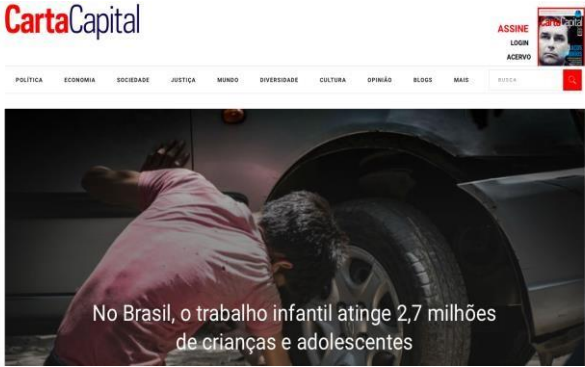 CartaCapital
ASSINE
LOGIN
ACERVO
CartaCapital
POLÍTICA ECONOMIA SOCIEDADE JUSTIÇA MUNDO DIVERSIDADE CULTURA OPINIÃO BLOGS MAIS BUSCA
No Brasil, o trabalho infantil atinge 2,7 milhões
de crianças e adolescentes